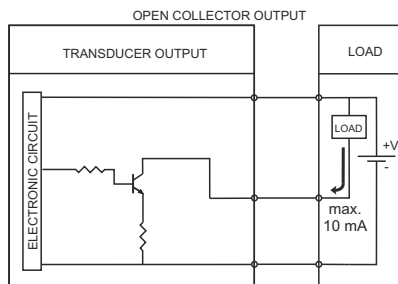 OPEN COLLECTOR OUTPUT
TRANSDUCER OUTPUT
LOAD
ELECTRONIC CIRCUIT
LOAD
+V
-
max.
10 mA